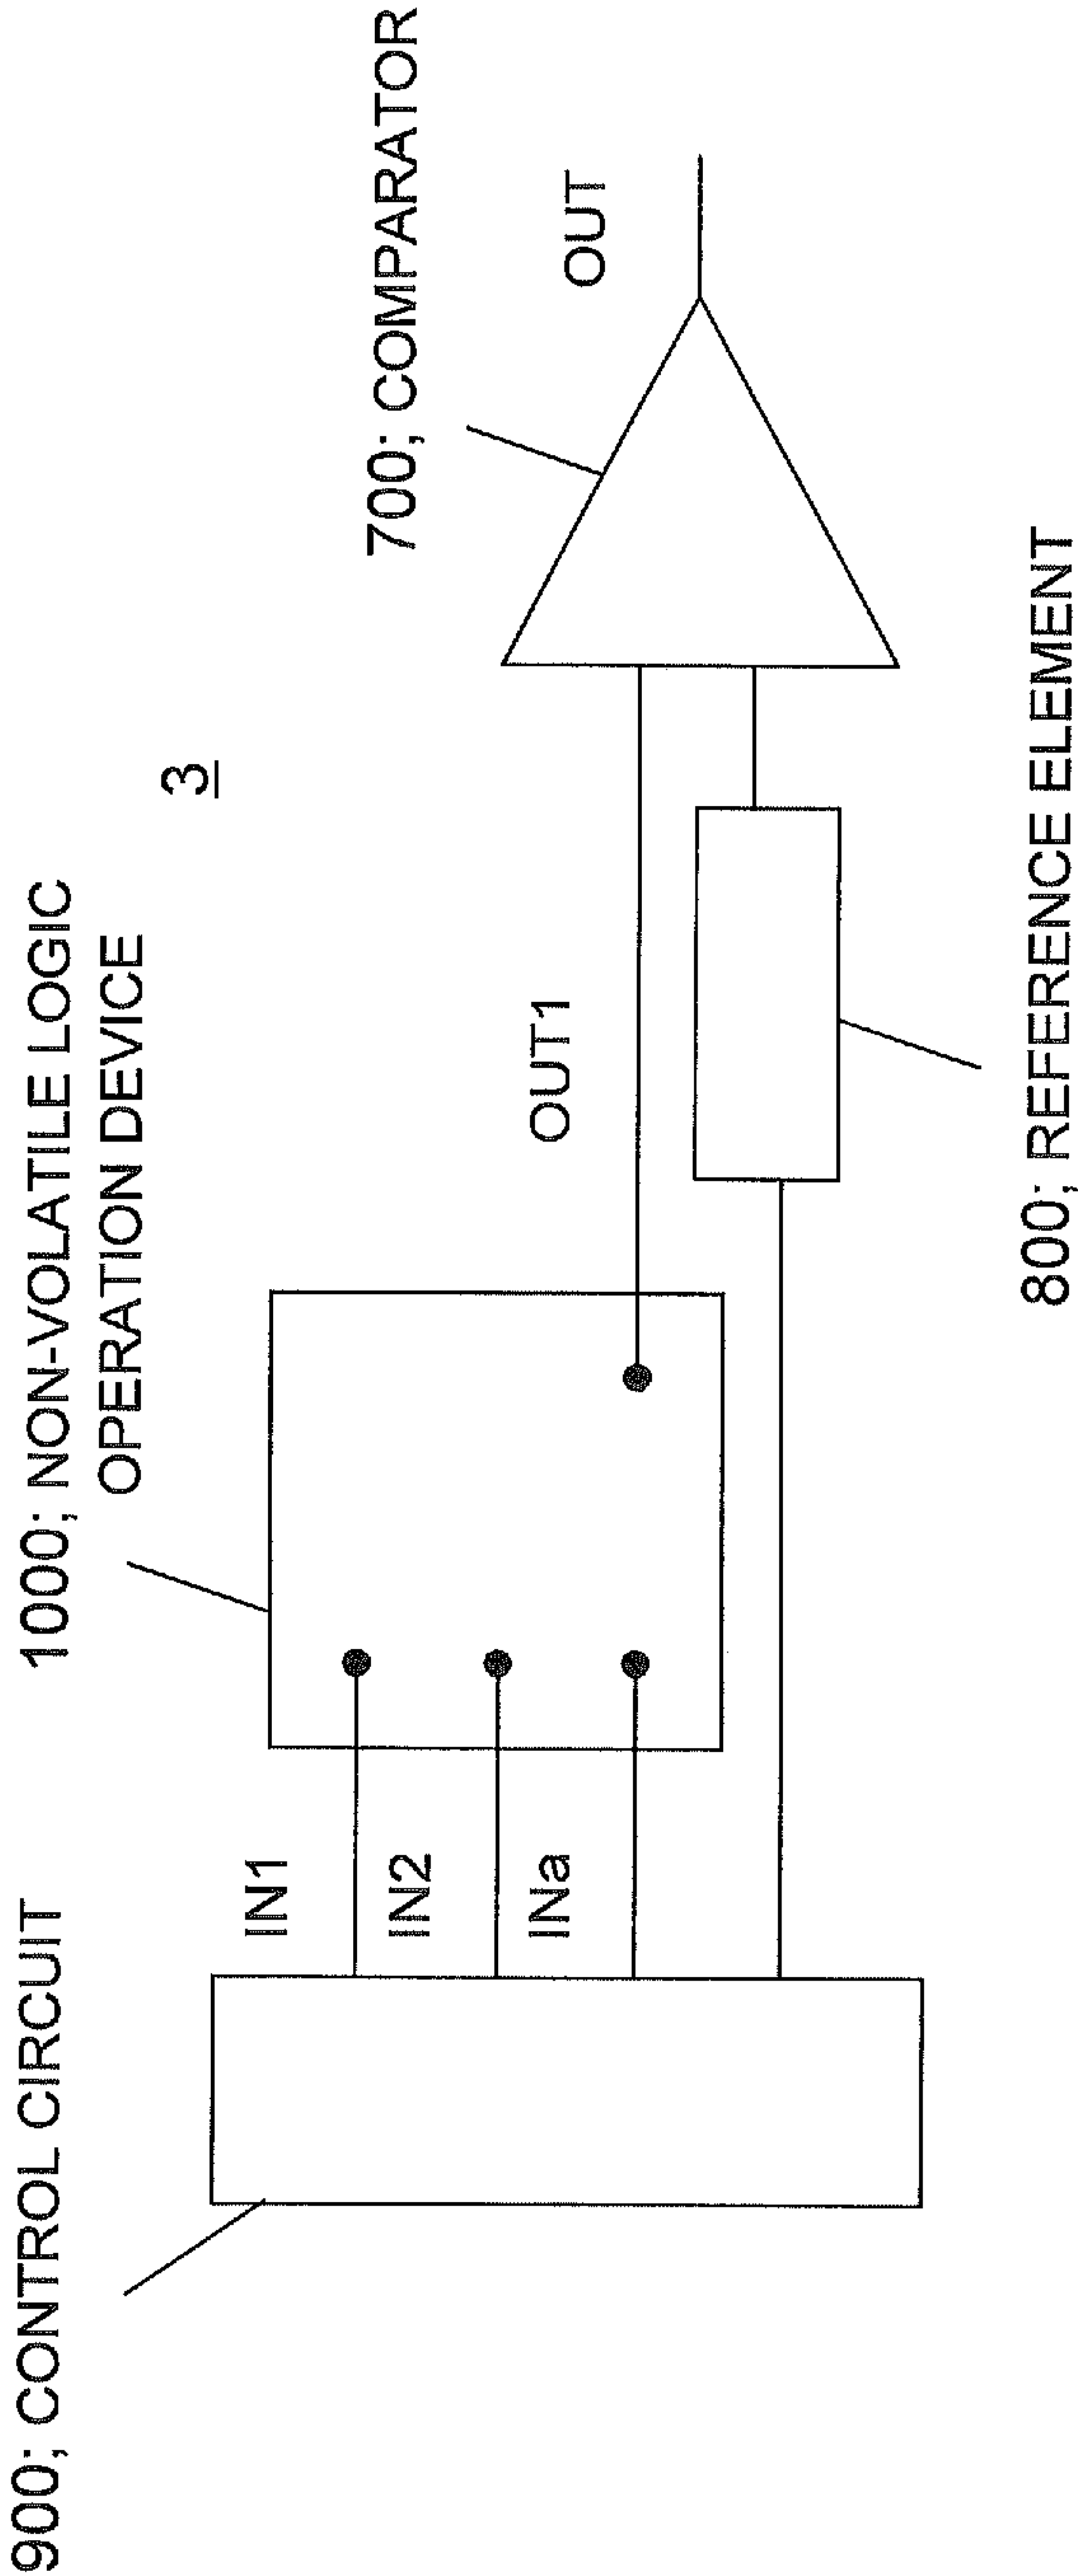 900; CONTROL CIRCUIT
1000; NON-VOLATILE LOGIC
OPERATION DEVICE
3
700; COMPARATOR
IN1
IN2
INa
OUT1
OUT
800; REFERENCE ELEMENT